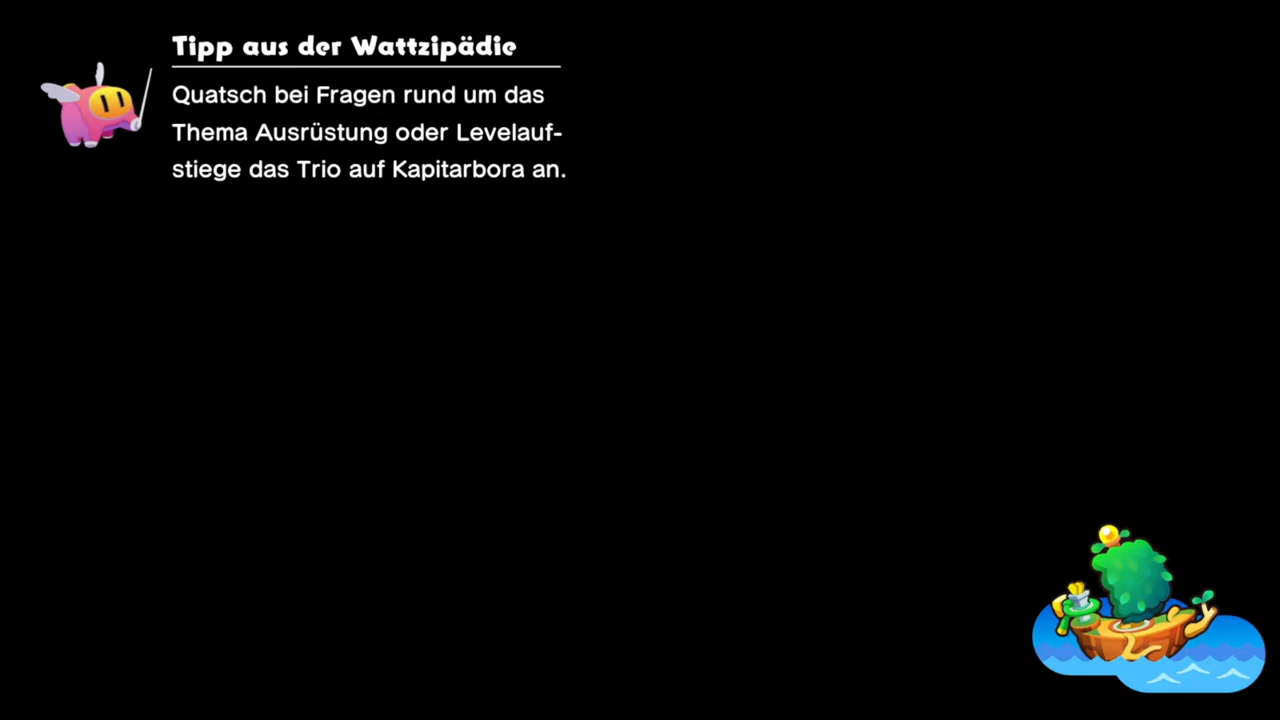 Tipp aus der Wattzipädie
Quatsch bei Fragen rund um das
Thema Ausrüstung oder Levelauf-
stiege das Trio auf Kapitarbora an.